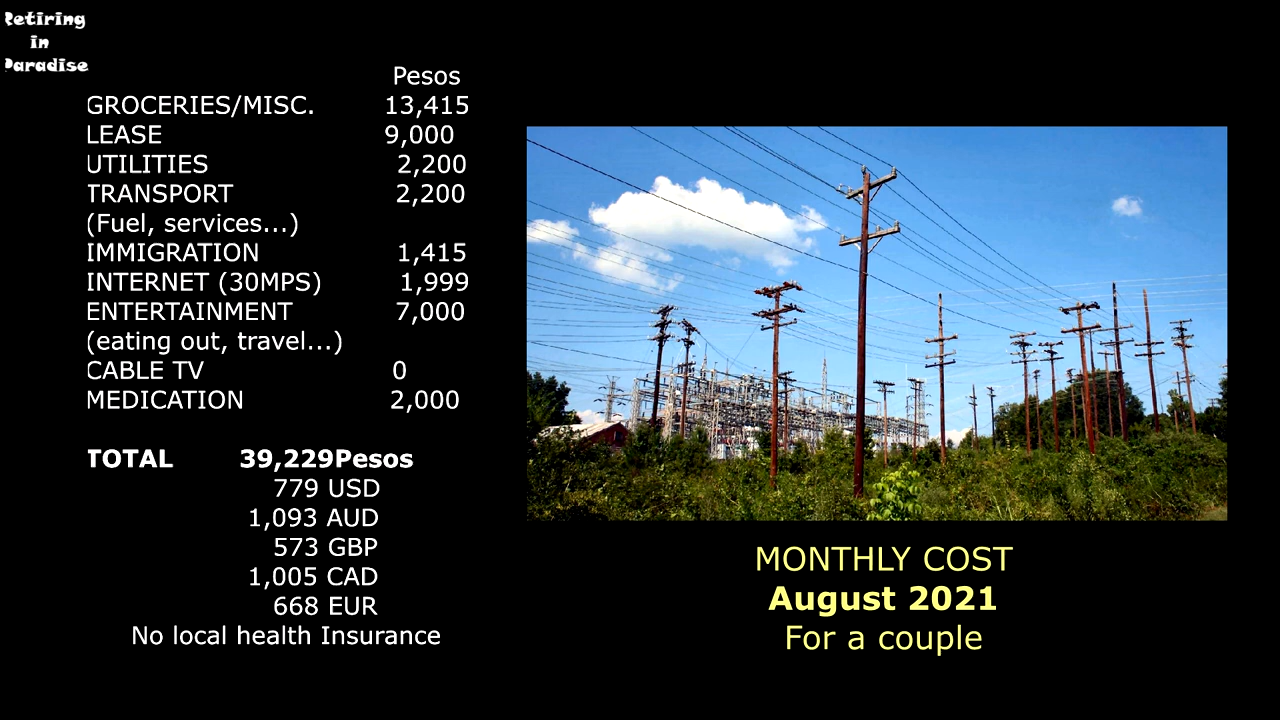 Retiring
in
Paradise
Pesos
GROCERIES/MISC. 13,415
LEASE 9,000
UTILITIES 2,200
TRANSPORT 2,200
(Fuel, services...)
IMMIGRATION 1,415
INTERNET (30MPS) 1,999
ENTERTAINMENT 7,000
(eating out, travel...)
CABLE TV 0
MEDICATION 2,000
TOTAL 39,229Pesos
779 USD
1,093 AUD
573 GBP
1,005 CAD
668 EUR
No local health Insurance
MONTHLY COST
August 2021
For a couple